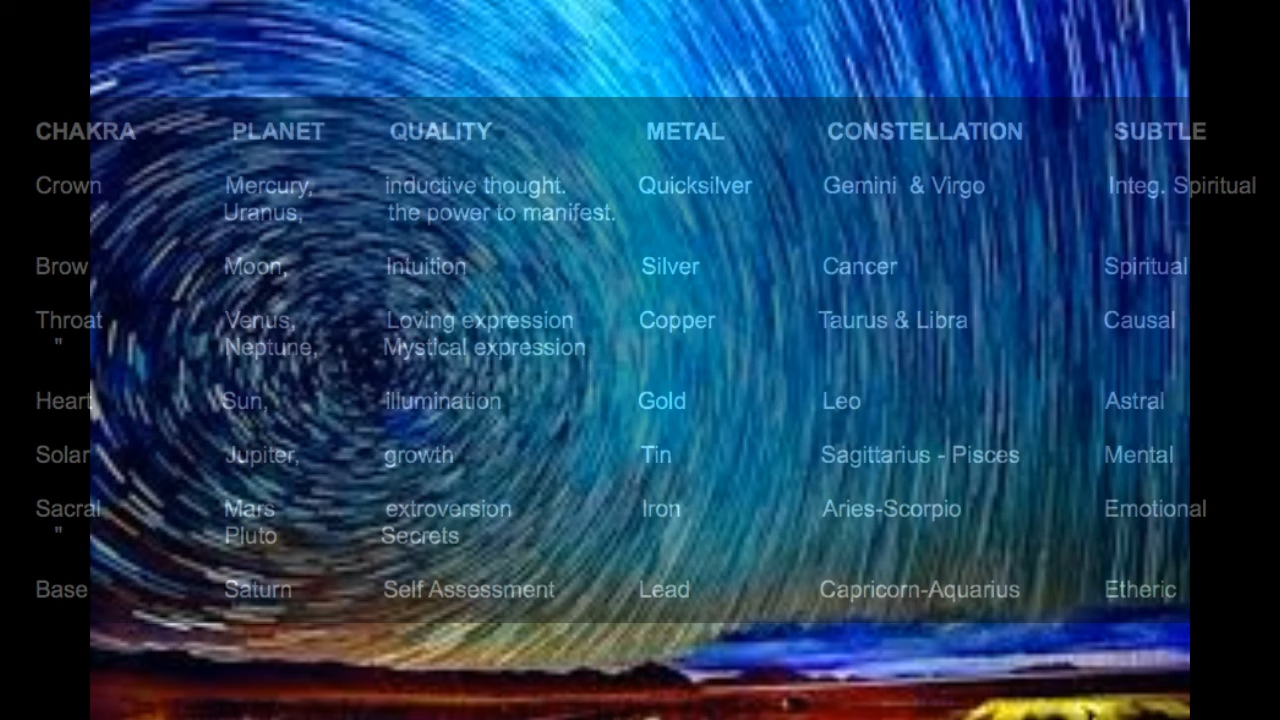 CHAKRA PLANET QUALITY METAL CONSTELLATION SUBTLE
Crown Mercury, inductive thought. Quicksilver Gemini & Virgo Integ. Spiritual
Uranus, the power to manifest.
Brow Moon, Intuition Silver Cancer Spiritual
Throat Venus, Loving expression Copper Taurus & Libra Causal
" Neptune, Mystical expression
Heart Sun, illumination Gold Leo Astral
Solar Jupiter, growth Tin Sagittarius - Pisces Mental
Sacral Mars extroversion Iron Aries-Scorpio Emotional
" Pluto Secrets
Base Saturn Self Assessment Lead Capricorn-Aquarius Etheric